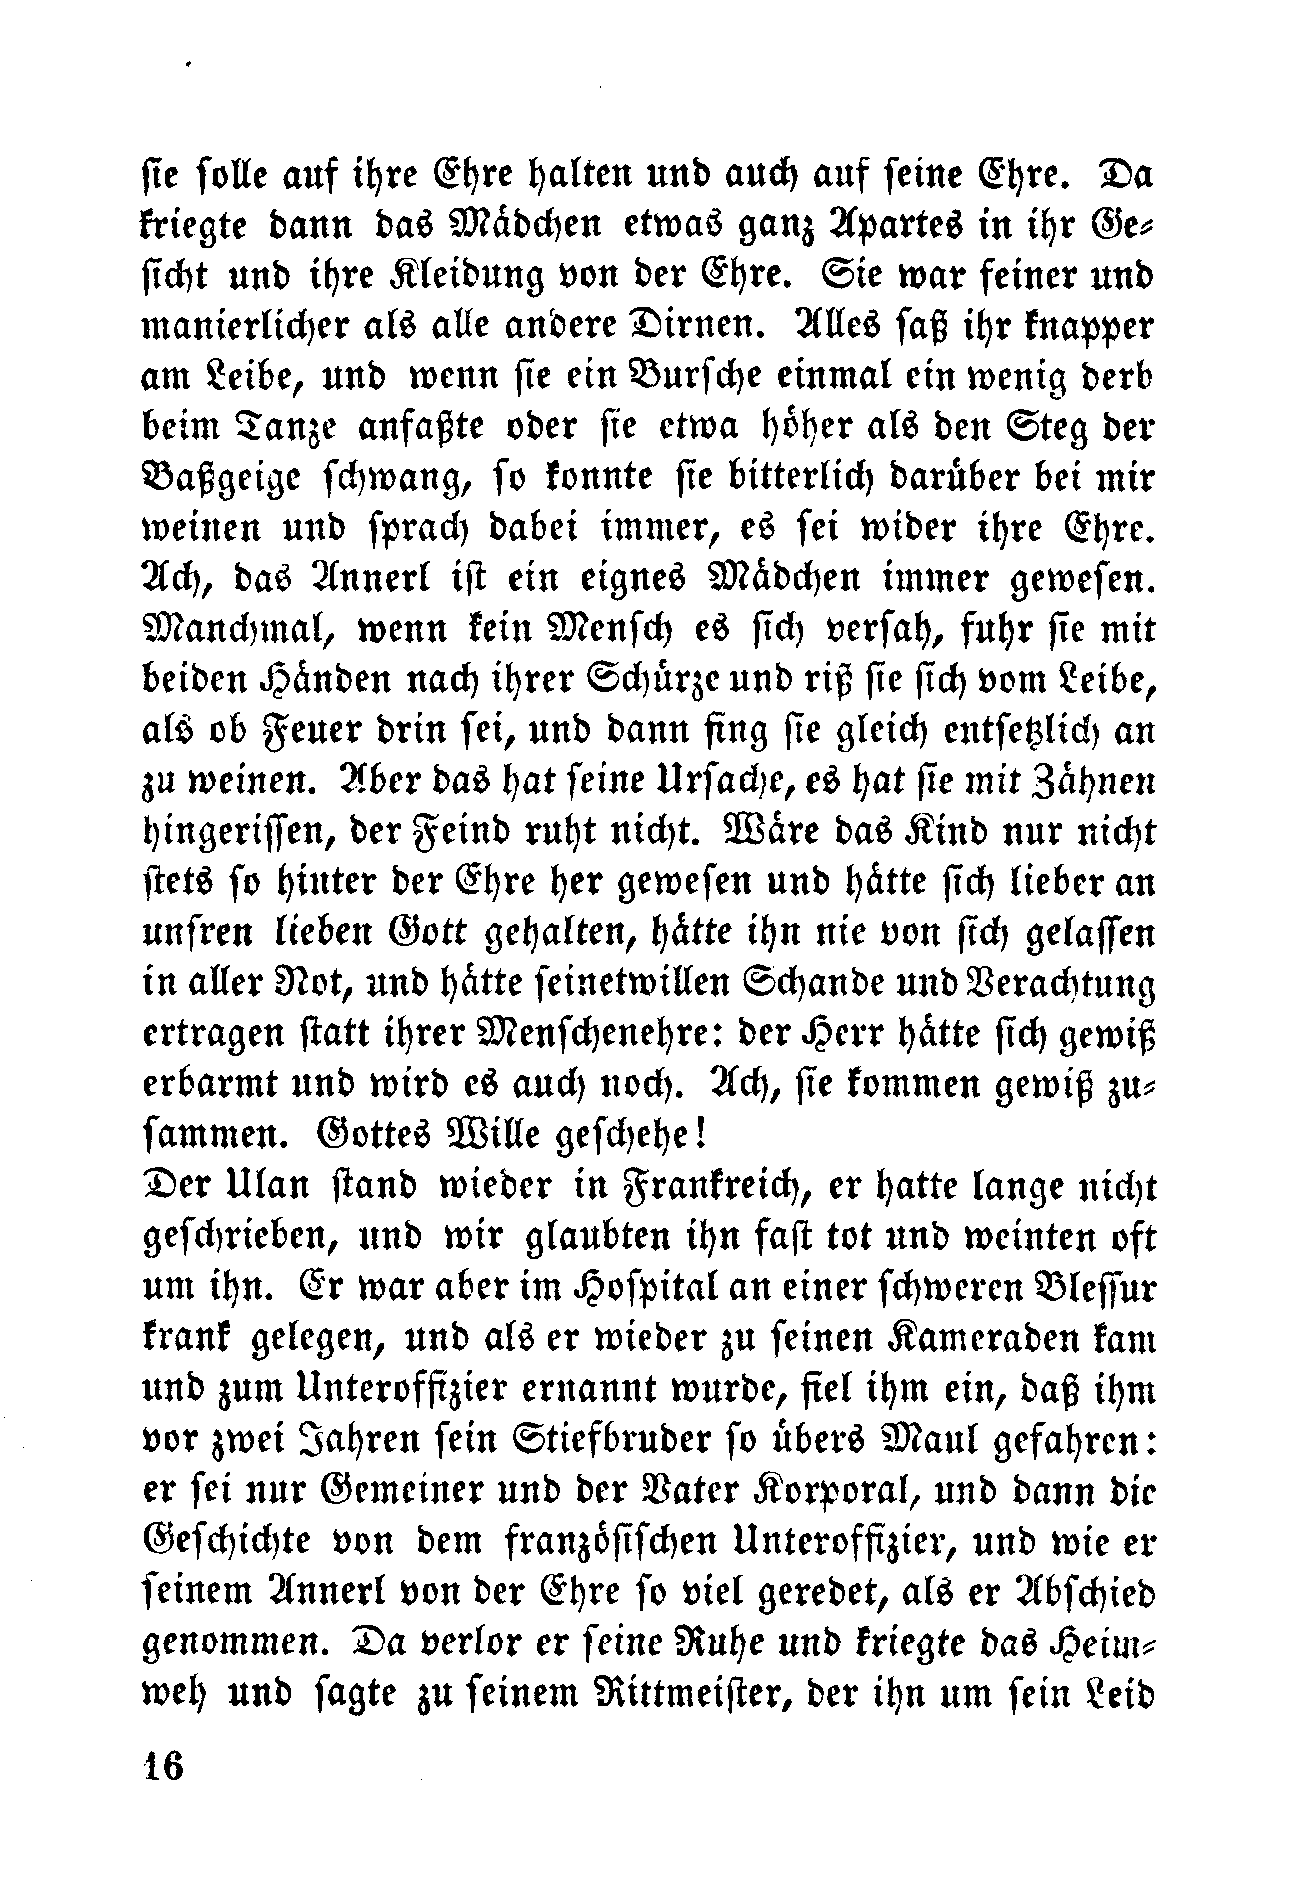 sie solle auf ihre Ehre halten und auch auf seine Ehre. Da
kriegte dann das Mädchen etwas ganz Apartes in ihr Ge-
sicht und ihre Kleidung von der Ehre. Sie war feiner und
manierlicher als alle andere Dirnen. Alles saß ihr knapper
am Leibe, und wenn sie ein Bursche einmal ein wenig derb
beim Tanze anfaßte oder sie etwa höher als den Steg der
Baßgeige schwang, so konnte sie bitterlich darüber bei mir
weinen und sprach dabei immer, es sei wider ihre Ehre.
Ach, das Annerl ist ein eignes Mädchen immer gewesen.
Manchmal, wenn kein Mensch es sich versah, fuhr sie mit
beiden Händen nach ihrer Schürze und riß sie sich vom Leibe,
als ob Feuer drin sei, und dann fing sie gleich entsetzlich an
zu weinen. Aber das hat seine Ursache, es hat sie mit Zähnen
hingerissen, der Feind ruht nicht. Wäre das Kind nur nicht
stets so hinter der Ehre her gewesen und hätte sich lieber an
unsren lieben Gott gehalten, hätte ihn nie von sich gelassen
in aller Not, und hätte seinetwillen Schande und Verachtung
ertragen statt ihrer Menschenehre: der Herr hätte sich gewiß
erbarmt und wird es auch noch. Ach, sie kommen gewiß zu-
sammen. Gottes Wille geschehe!
Der Ulan stand wieder in Frankreich, er hatte lange nicht
geschrieben, und wir glaubten ihn fast tot und weinten oft
um ihn. Er war aber im Hospital an einer schweren Blessur
krank gelegen, und als er wieder zu seinen Kameraden kam
und zum Unteroffizier ernannt wurde, fiel ihm ein, daß ihm
vor zwei Jahren sein Stiefbruder so übers Maul gefahren:
er sei nur Gemeiner und der Vater Korporal, und dann die
Geschichte von dem französischen Unteroffizier, und wie er
seinem Annerl von der Ehre so viel geredet, als er Abschied
genommen. Da verlor er seine Ruhe und kriegte das Heim-
weh und sagte zu seinem Rittmeister, der ihn um sein Leid
16